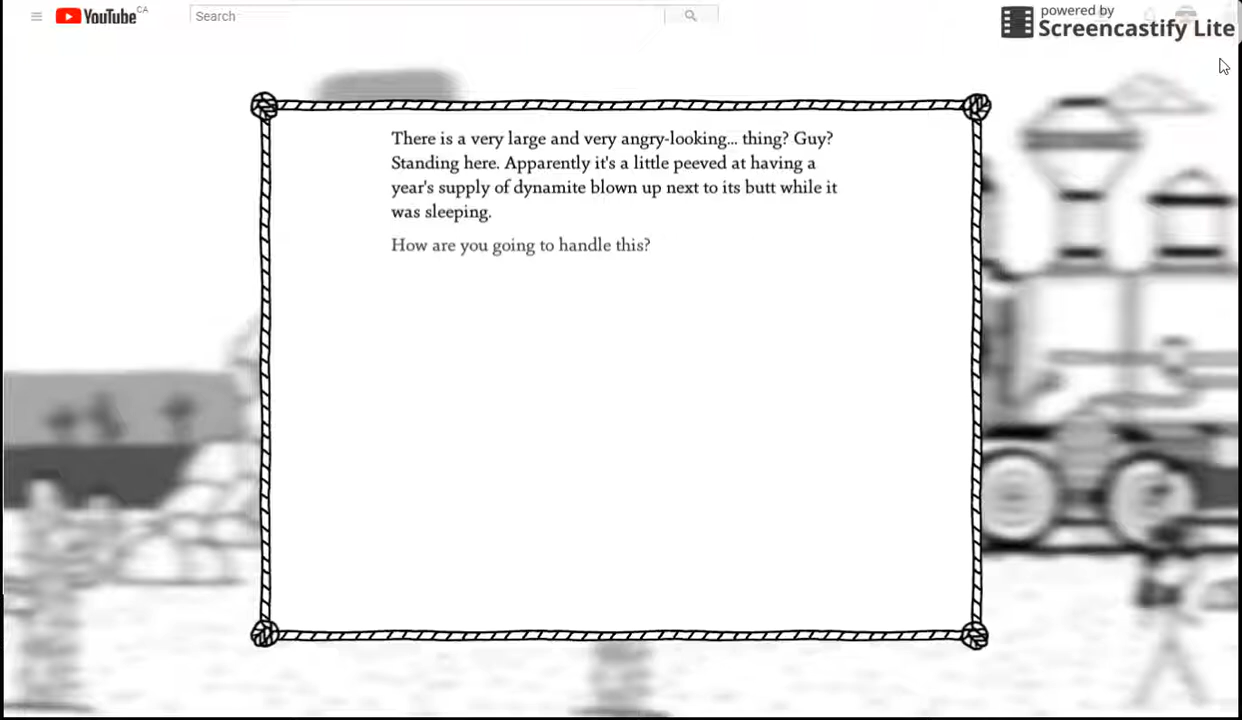 YouTube CA
Search
powered by
Screencastify Lite
There is a very large and very angry-looking... thing? Guy?
Standing here. Apparently it's a little peeved at having a
year's supply of dynamite blown up next to its butt while it
was sleeping.
How are you going to handle this?